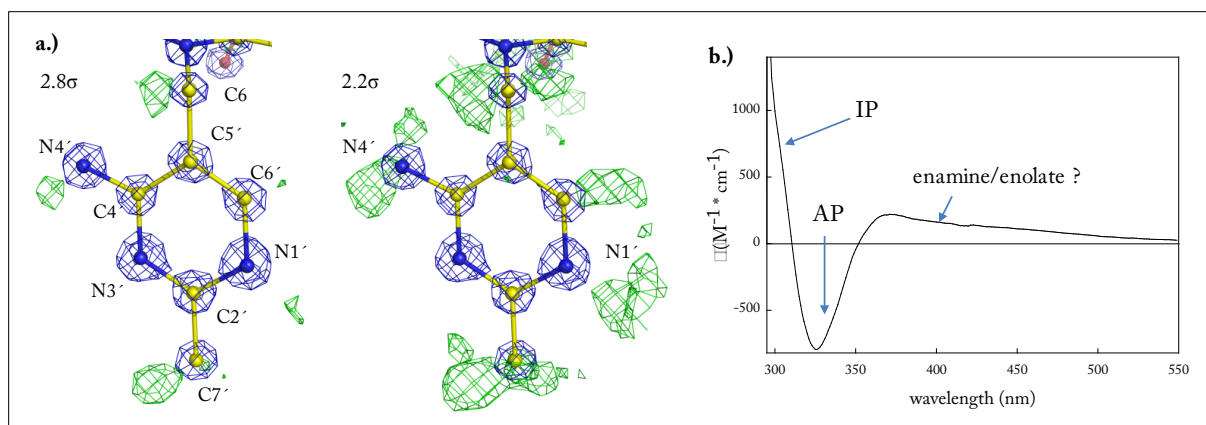 a.)
2.8σ
C6
C5´
N4´
C6´
C4´
N1´
N3´
C2´
C7´
2.2σ
N4´
N1´
b.)
1000
500
0
-500
(M-1 * cm-1)
IP
AP
enamine/enolate ?
300 350 400 450 500 550
wavelength (nm)